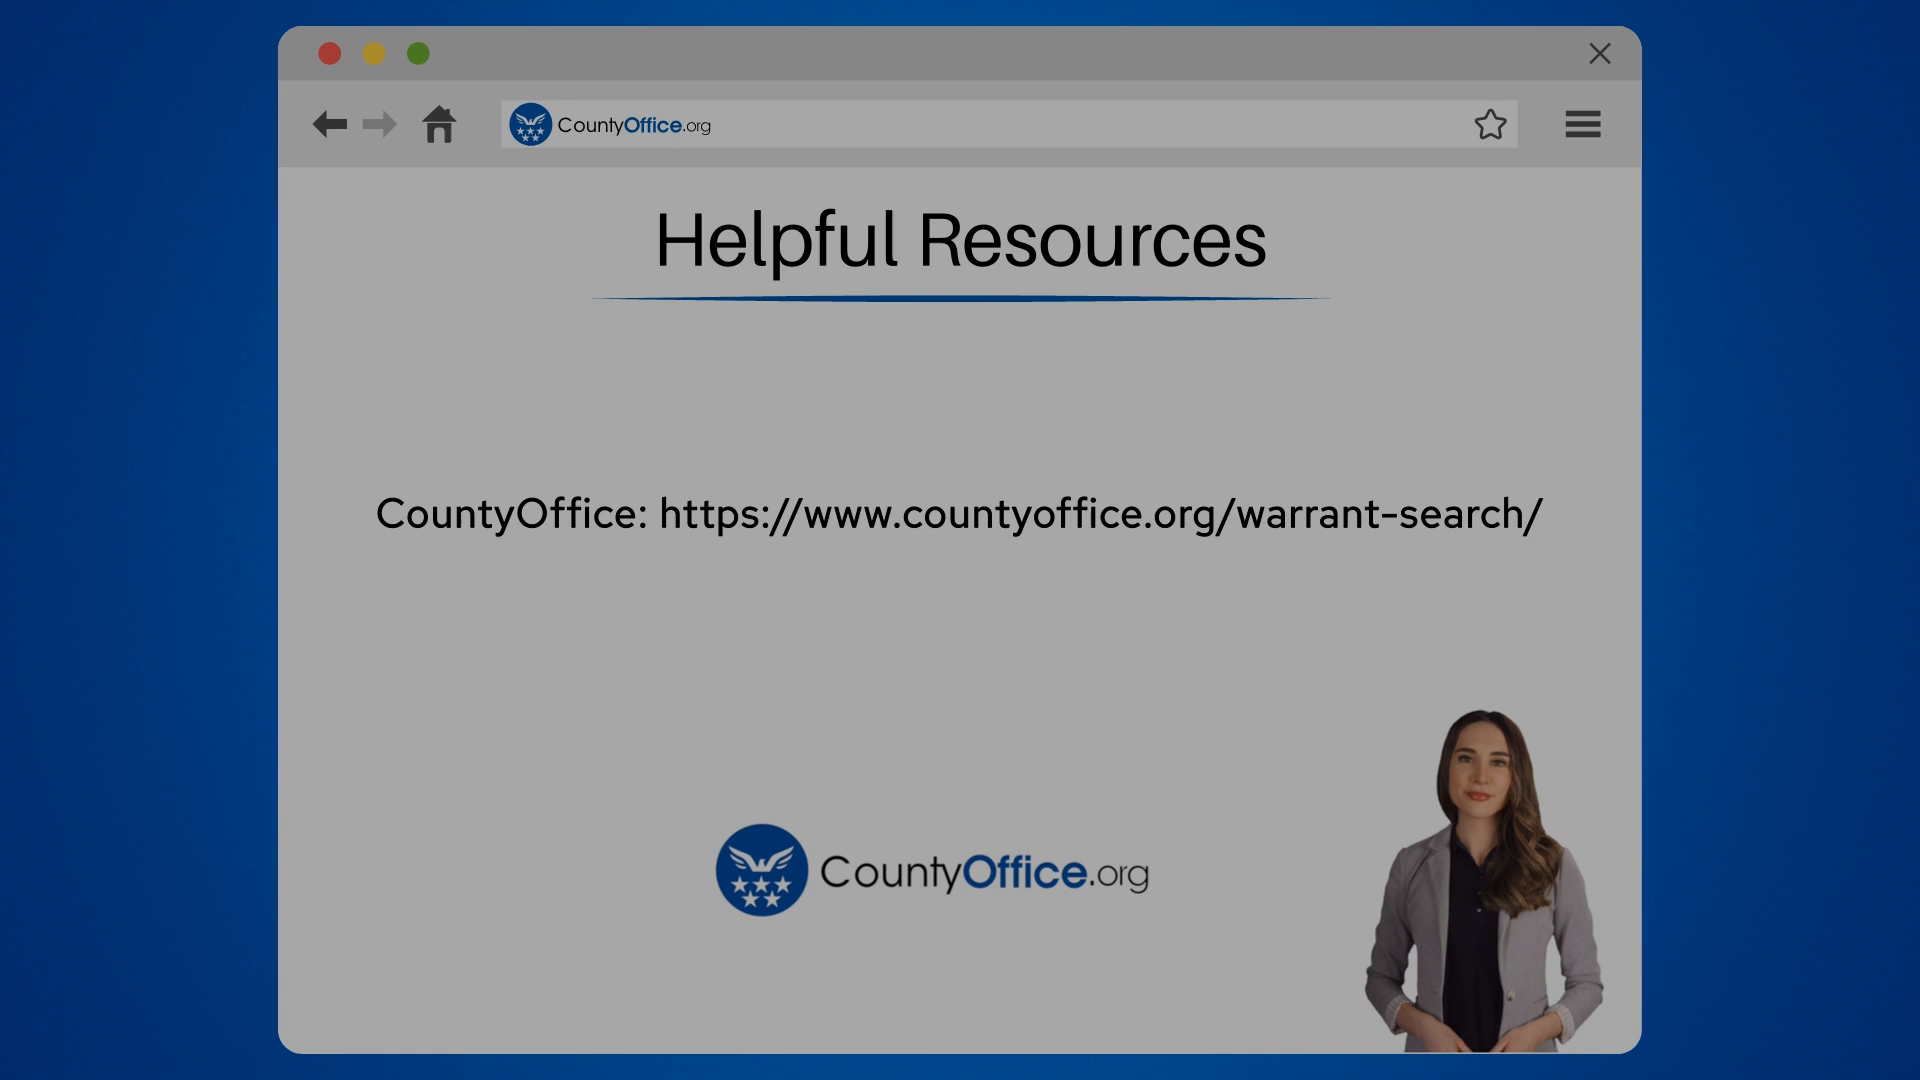 CountyOffice.org
Helpful Resources
CountyOffice: https://www.countyoffice.org/warrant-search/
CountyOffice.org